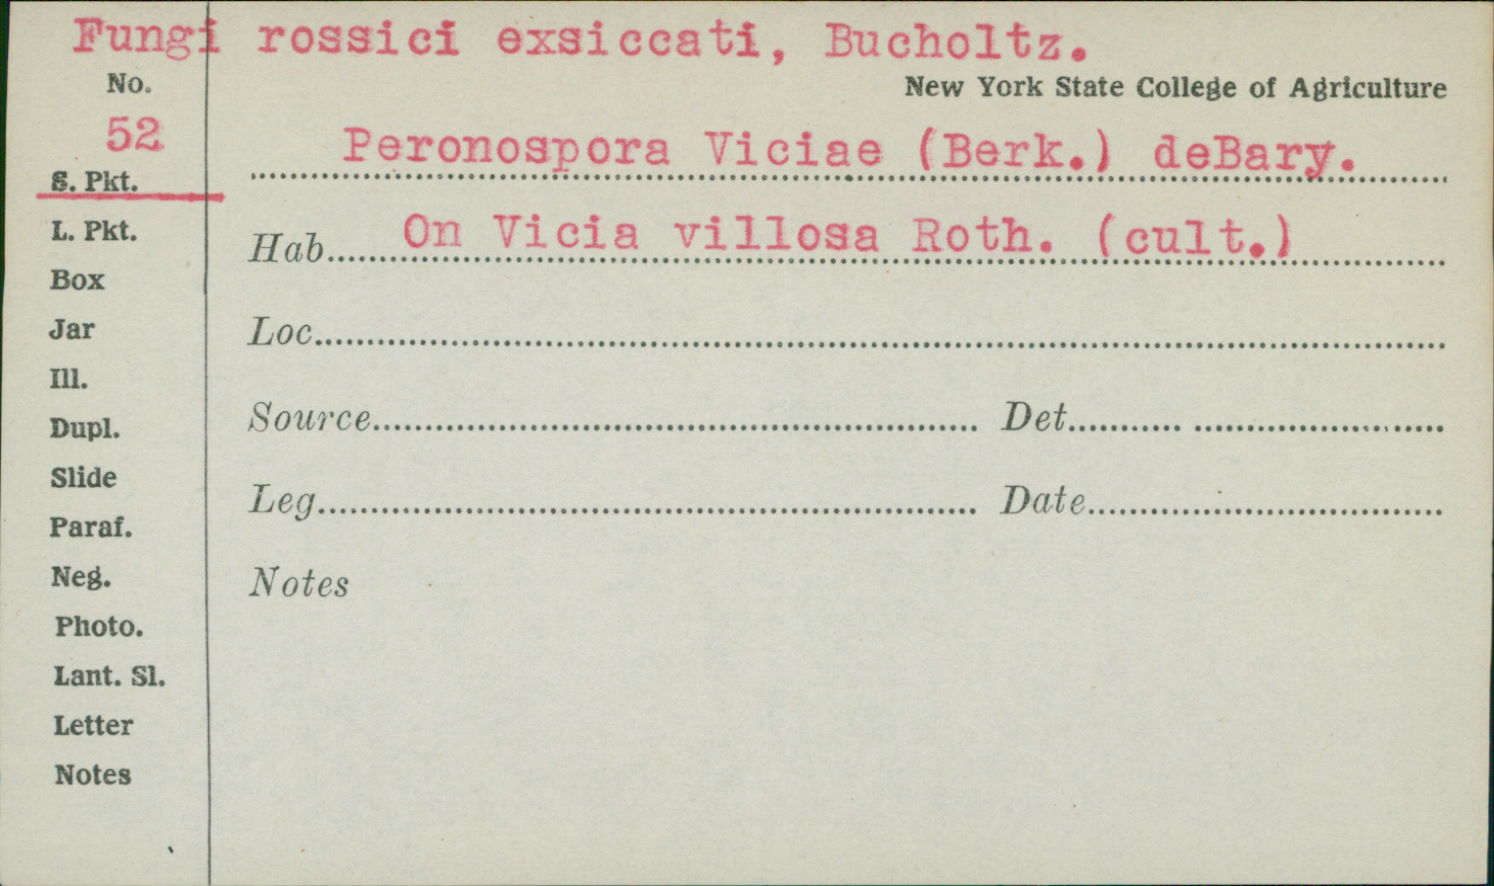 Fungi rossici exsiccati, Bucholtz.
No.
New York State College of Agriculture
52
Peronospora Viciae (Berk.) deBary.
S. Pkt.
L. Pkt.
Hab. On Vicia villosa Roth. (cult.)
Box
Jar
Loc.
Ill.
Dupl.
Source Det.
Slide
Leg. Date
Paraf.
Neg.
Notes
Photo.
Lant. Sl.
Letter
Notes